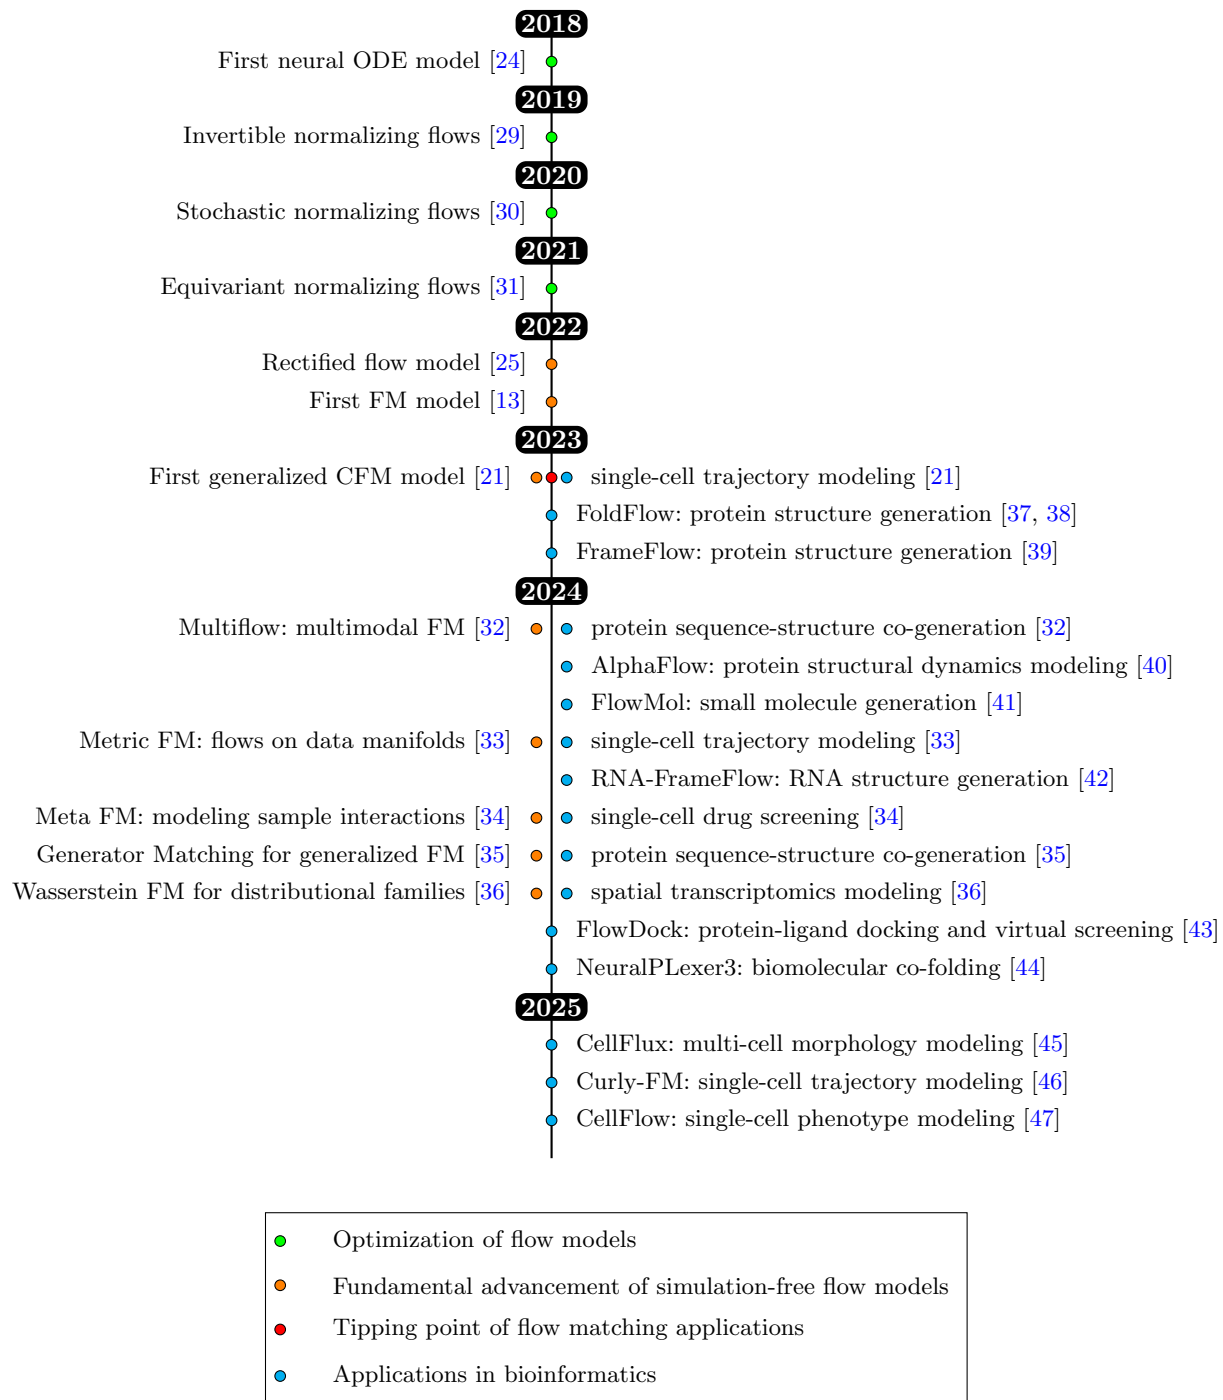 2018
First neural ODE model [24]
2019
Invertible normalizing flows [29]
2020
Stochastic normalizing flows [30]
2021
Equivariant normalizing flows [31]
2022
Rectified flow model [25]
First FM model [13]
2023
First generalized CFM model [21] single-cell trajectory modeling [21]
FoldFlow: protein structure generation [37, 38]
FrameFlow: protein structure generation [39]
2024
Multiflow: multimodal FM [32] protein sequence-structure co-generation [32]
AlphaFlow: protein structural dynamics modeling [40]
FlowMol: small molecule generation [41]
Metric FM: flows on data manifolds [33] single-cell trajectory modeling [33]
RNA-FrameFlow: RNA structure generation [42]
Meta FM: modeling sample interactions [34] single-cell drug screening [34]
Generator Matching for generalized FM [35] protein sequence-structure co-generation [35]
Wasserstein FM for distributional families [36] spatial transcriptomics modeling [36]
FlowDock: protein-ligand docking and virtual screening [43]
NeuralPLexer3: biomolecular co-folding [44]
2025
CellFlux: multi-cell morphology modeling [45]
Curly-FM: single-cell trajectory modeling [46]
CellFlow: single-cell phenotype modeling [47]
Optimization of flow models
Fundamental advancement of simulation-free flow models
Tipping point of flow matching applications
Applications in bioinformatics